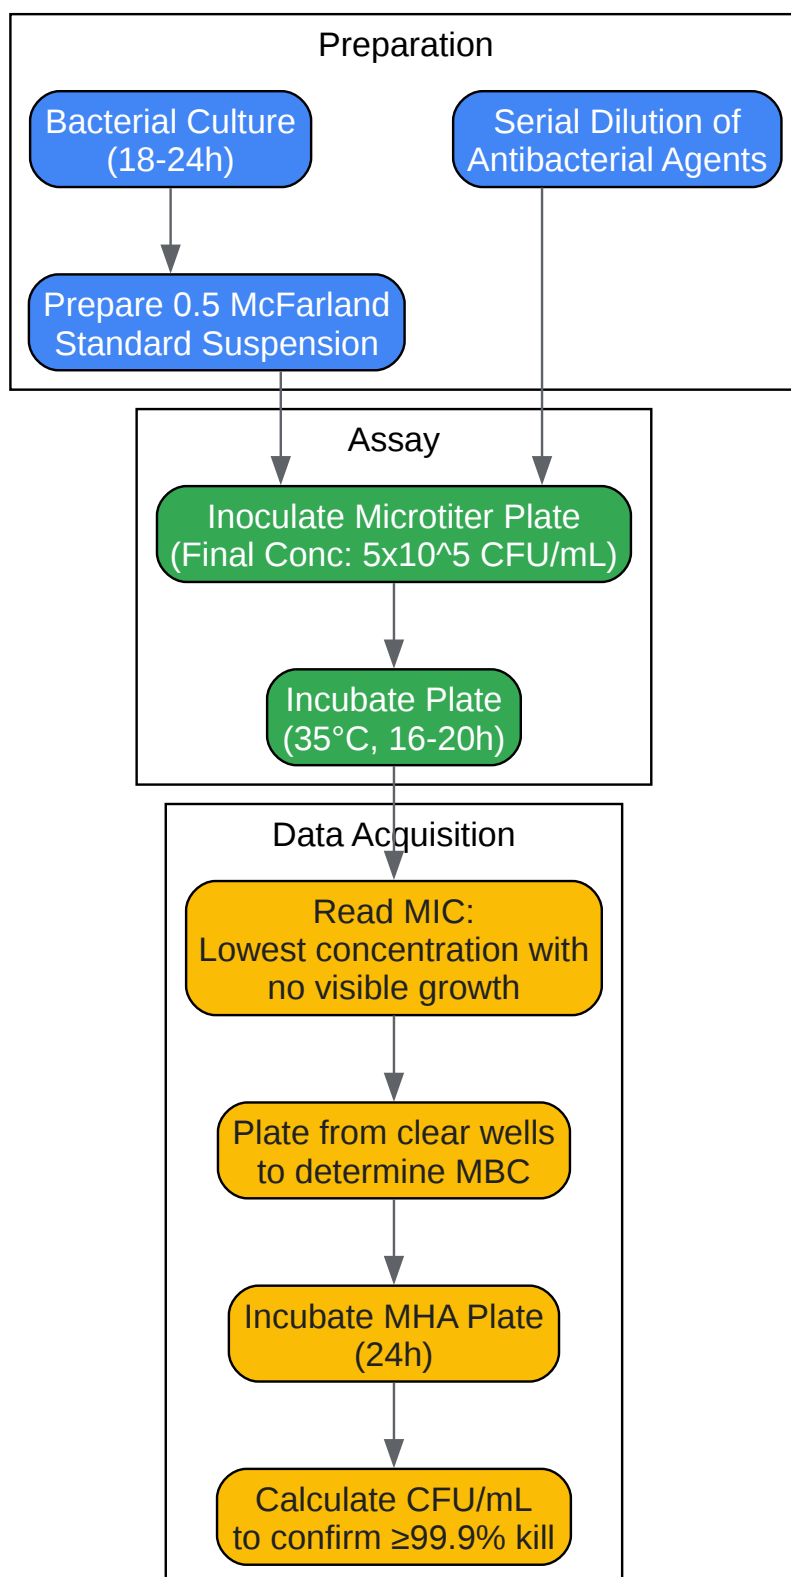 Preparation
Bacterial Culture
(18-24h)
Serial Dilution of
Antibacterial Agents
Prepare 0.5 McFarland
Standard Suspension
Assay
Inoculate Microtiter Plate
(Final Conc: 5x10^5 CFU/mL)
Incubate Plate
(35°C, 16-20h)
Data Acquisition
Read MIC:
Lowest concentration with
no visible growth
Plate from clear wells
to determine MBC
Incubate MHA Plate
(24h)
Calculate CFU/mL
to confirm ≥99.9% kill